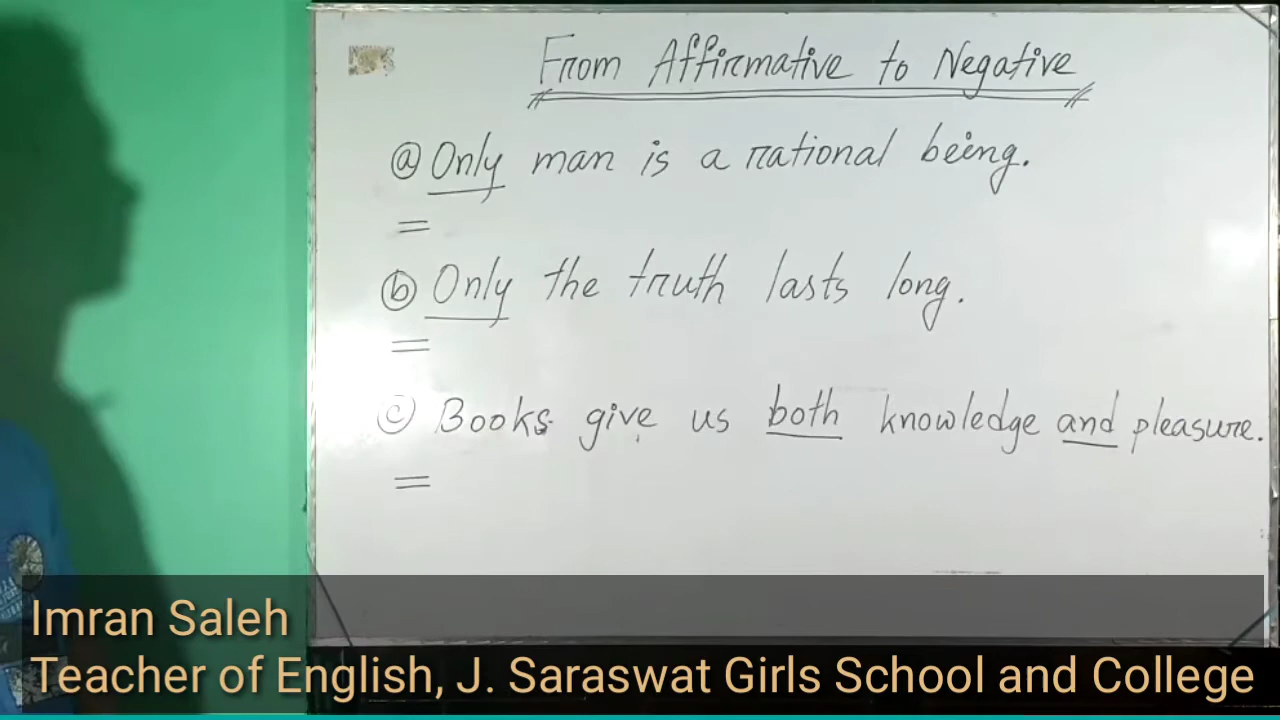 From Affirmative to Negative
ⓐ Only man is a rational being.
=
ⓑ Only the truth lasts long.
=
ⓒ Books give us both knowledge and pleasure.
=
Imran Saleh
Teacher of English, J. Saraswat Girls School and College